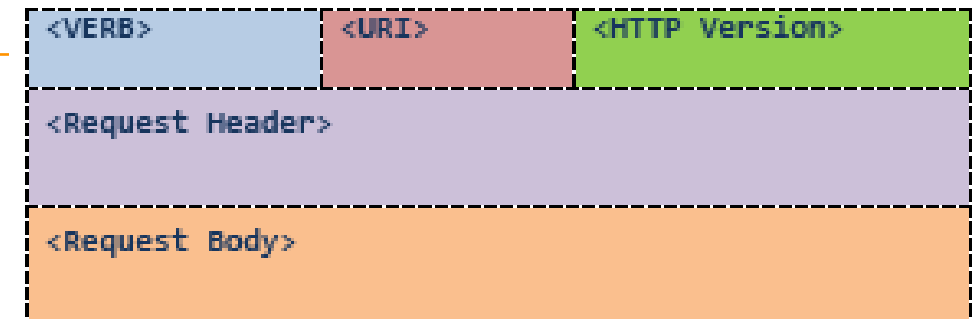 <VERB> <URI> <HTTP Version>
<Request Header>
<Request Body>